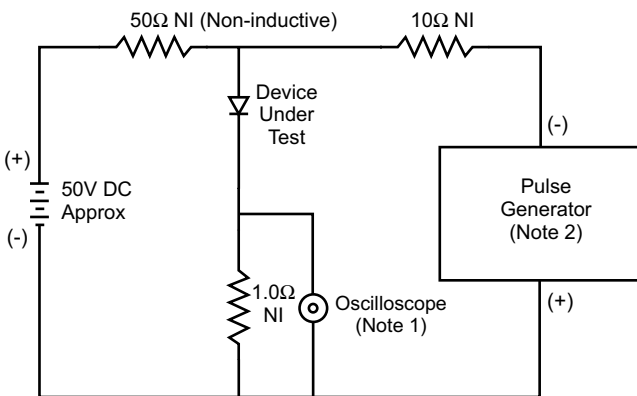 50Ω NI (Non-inductive)
10Ω NI
Device
Under
Test
(-)
(+)
50V DC
Approx
(-)
Pulse
Generator
(Note 2)
1.0Ω
NI
Oscilloscope
(Note 1)
(+)